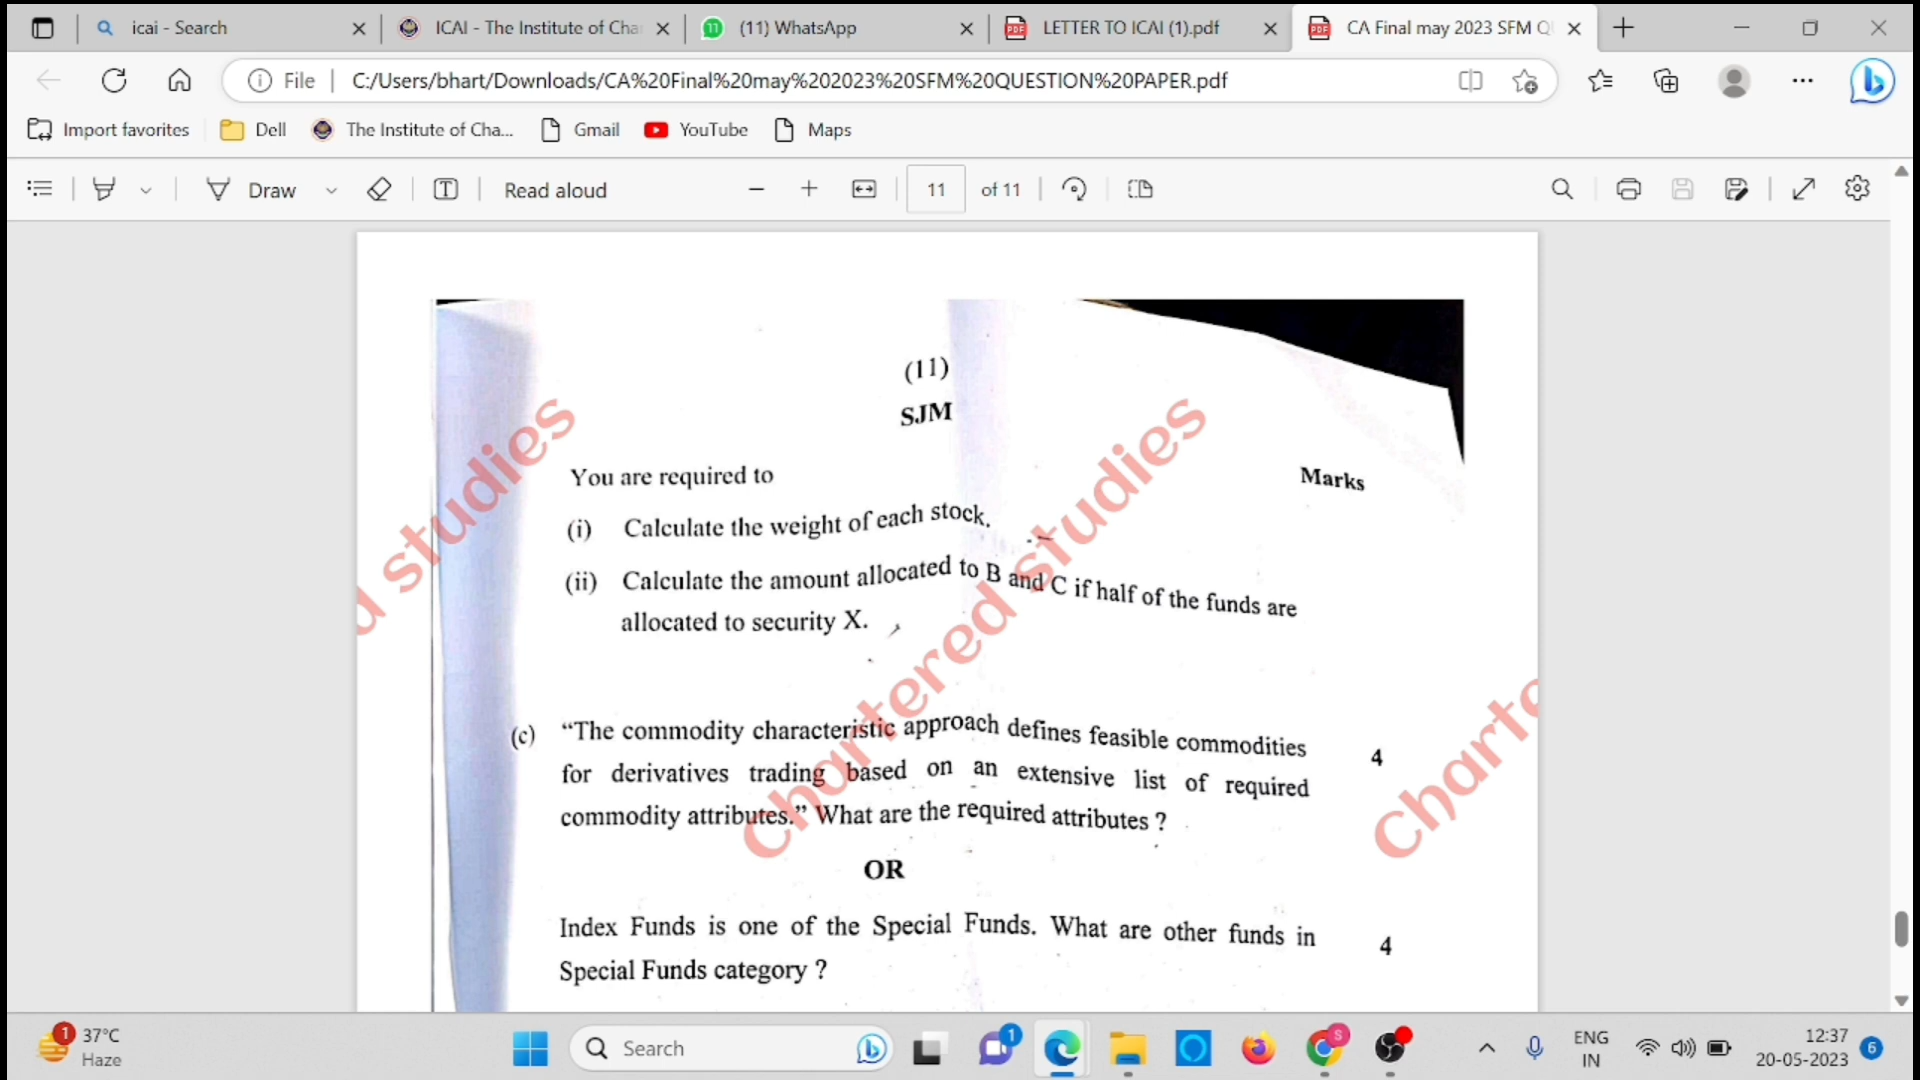 icai - Search
ICAI - The Institute of Cha
(11) WhatsApp
LETTER TO ICAI (1).pdf
CA Final may 2023 SFM Q
File
C:/Users/bhart/Downloads/CA%20Final%20may%202023%20SFM%20QUESTION%20PAPER.pdf
Import favorites
Dell
The Institute of Cha...
Gmail
YouTube
Maps
Draw
Read aloud
11
of 11
(11)
SJM
Marks
You are required to
(i) Calculate the weight of each stock.
(ii) Calculate the amount allocated to B and C if half of the funds are
allocated to security X.
(c) “The commodity characteristic approach defines feasible commodities 4
for derivatives trading based on an extensive list of required
commodity attributes.” What are the required attributes ?
OR
Index Funds is one of the Special Funds. What are other funds in 4
Special Funds category ?
d studies
Chartered studies
Charte
1
37°C
Haze
Search
1
S
ENG
IN
12:37
20-05-2023
6